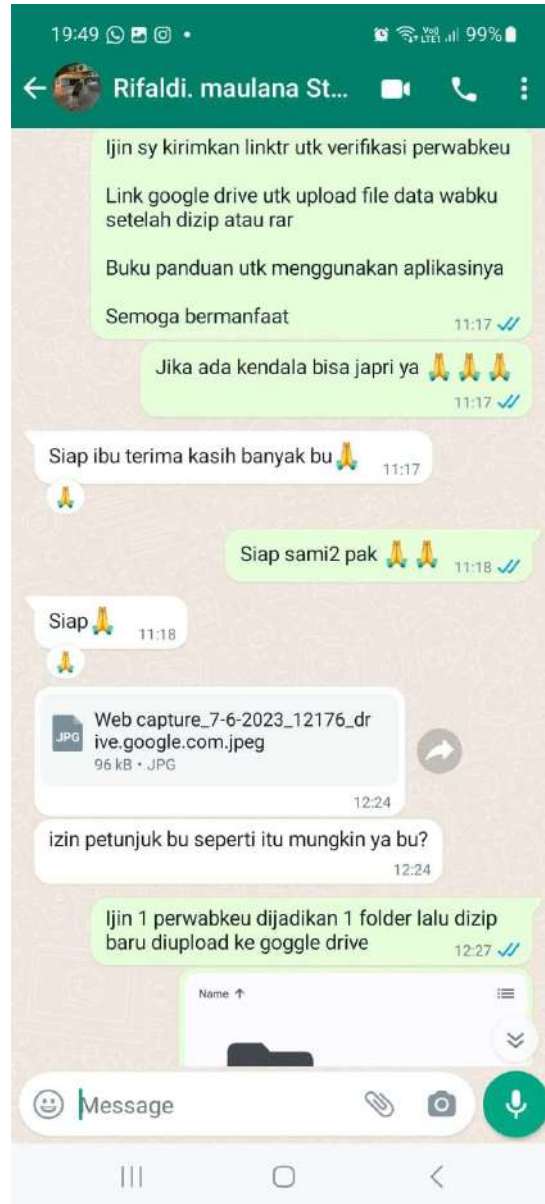 19:49 99%
Rifaldi. maulana St...
Ijin sy kirimkan linktr utk verifikasi perwabkeu
Link google drive utk upload file data wabku
setelah dizip atau rar
Buku panduan utk menggunakan aplikasinya
Semoga bermanfaat
11:17
Jika ada kendala bisa japri ya 🙏🙏🙏
11:17
Siap ibu terima kasih banyak bu🙏 11:17
Siap sami2 pak 🙏🙏 11:18
Siap🙏 11:18
JPG
Web capture_7-6-2023_12176_dr
ive.google.com.jpeg
96 kB • JPG
12:24
izin petunjuk bu seperti itu mungkin ya bu?
12:24
Ijin 1 perwabkeu dijadikan 1 folder lalu dizip
baru diupload ke goggle drive 12:27
Name ↑
Message